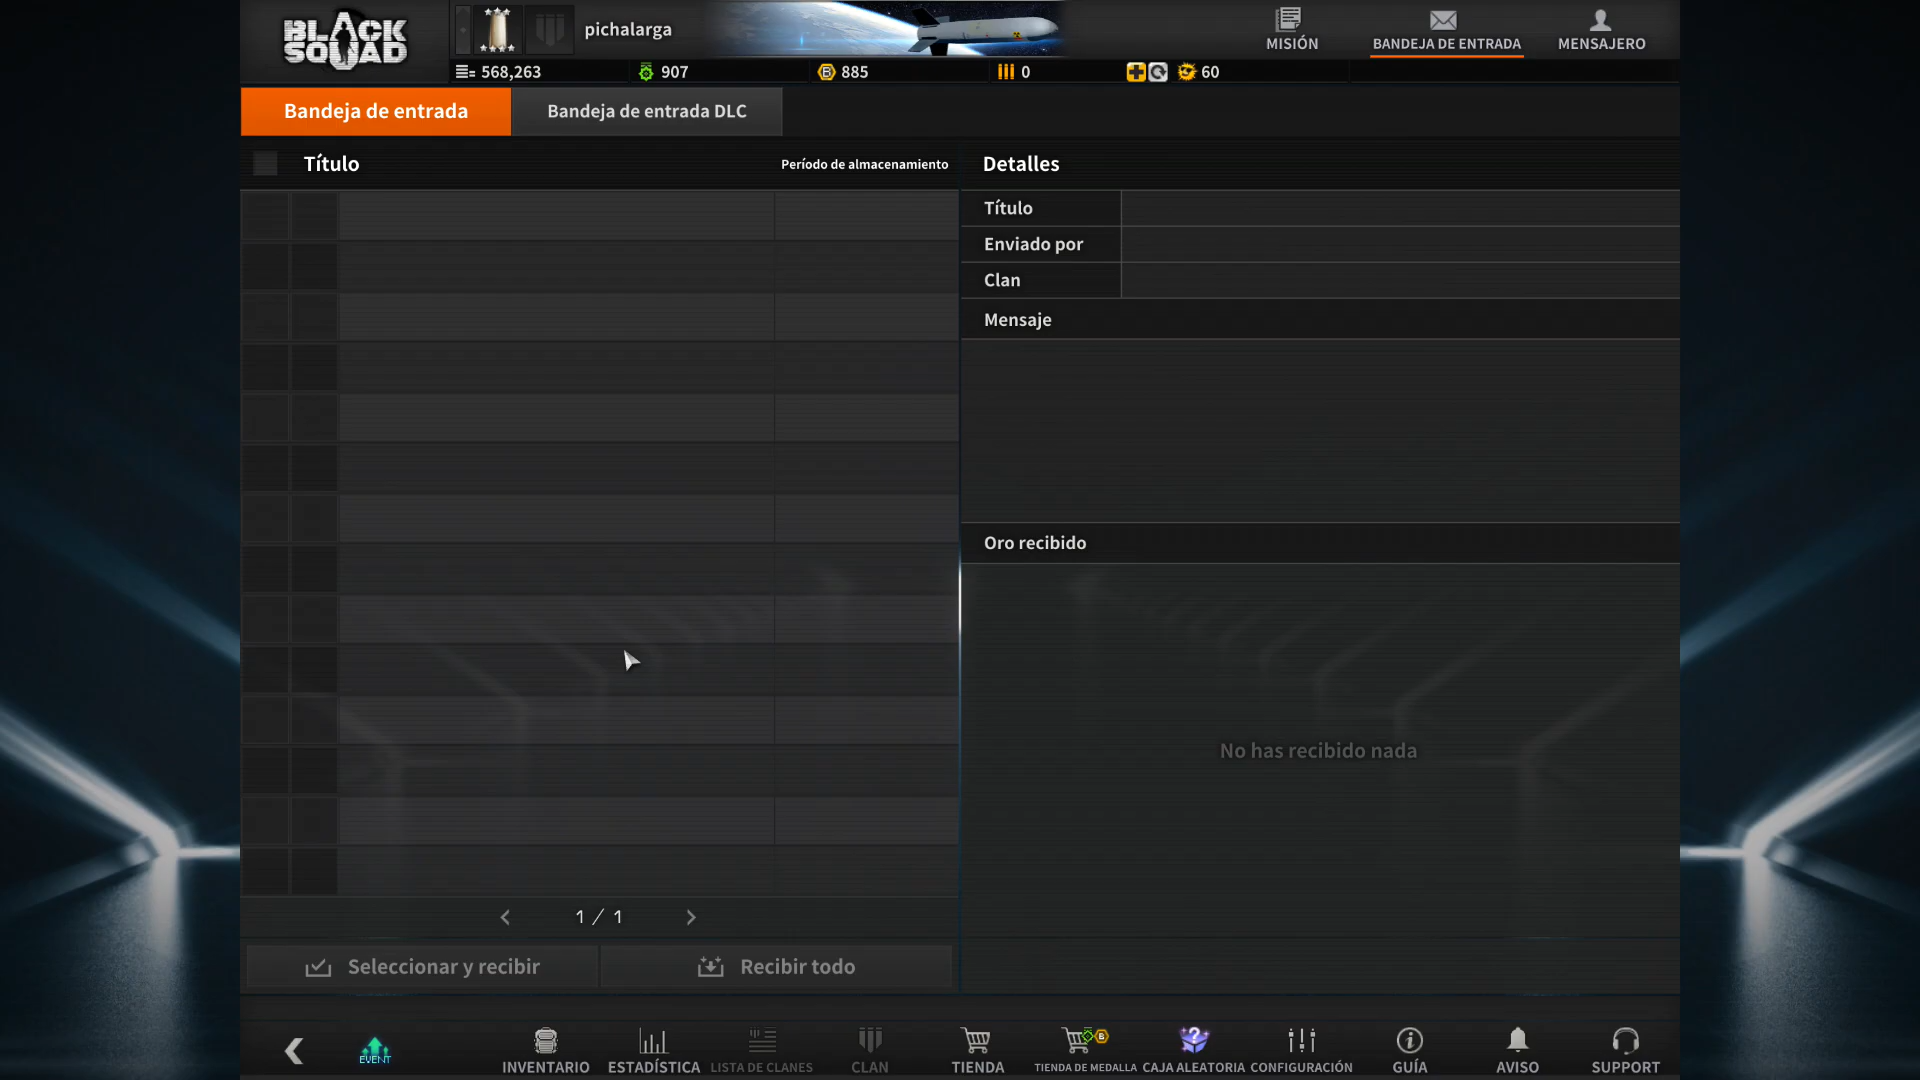 BLACK
SQUAD
pichalarga
MISIÓN
BANDEJA DE ENTRADA
MENSAJERO
568,263
907
885
0
60
Bandeja de entrada
Bandeja de entrada DLC
Título
Período de almacenamiento
Detalles
Título
Enviado por
Clan
Mensaje
Oro recibido
No has recibido nada
1 / 1
Seleccionar y recibir
Recibir todo
EVENT
INVENTARIO
ESTADÍSTICA
LISTA DE CLANES
CLAN
TIENDA
TIENDA DE MEDALLA
CAJA ALEATORIA
CONFIGURACIÓN
GUÍA
AVISO
SUPPORT